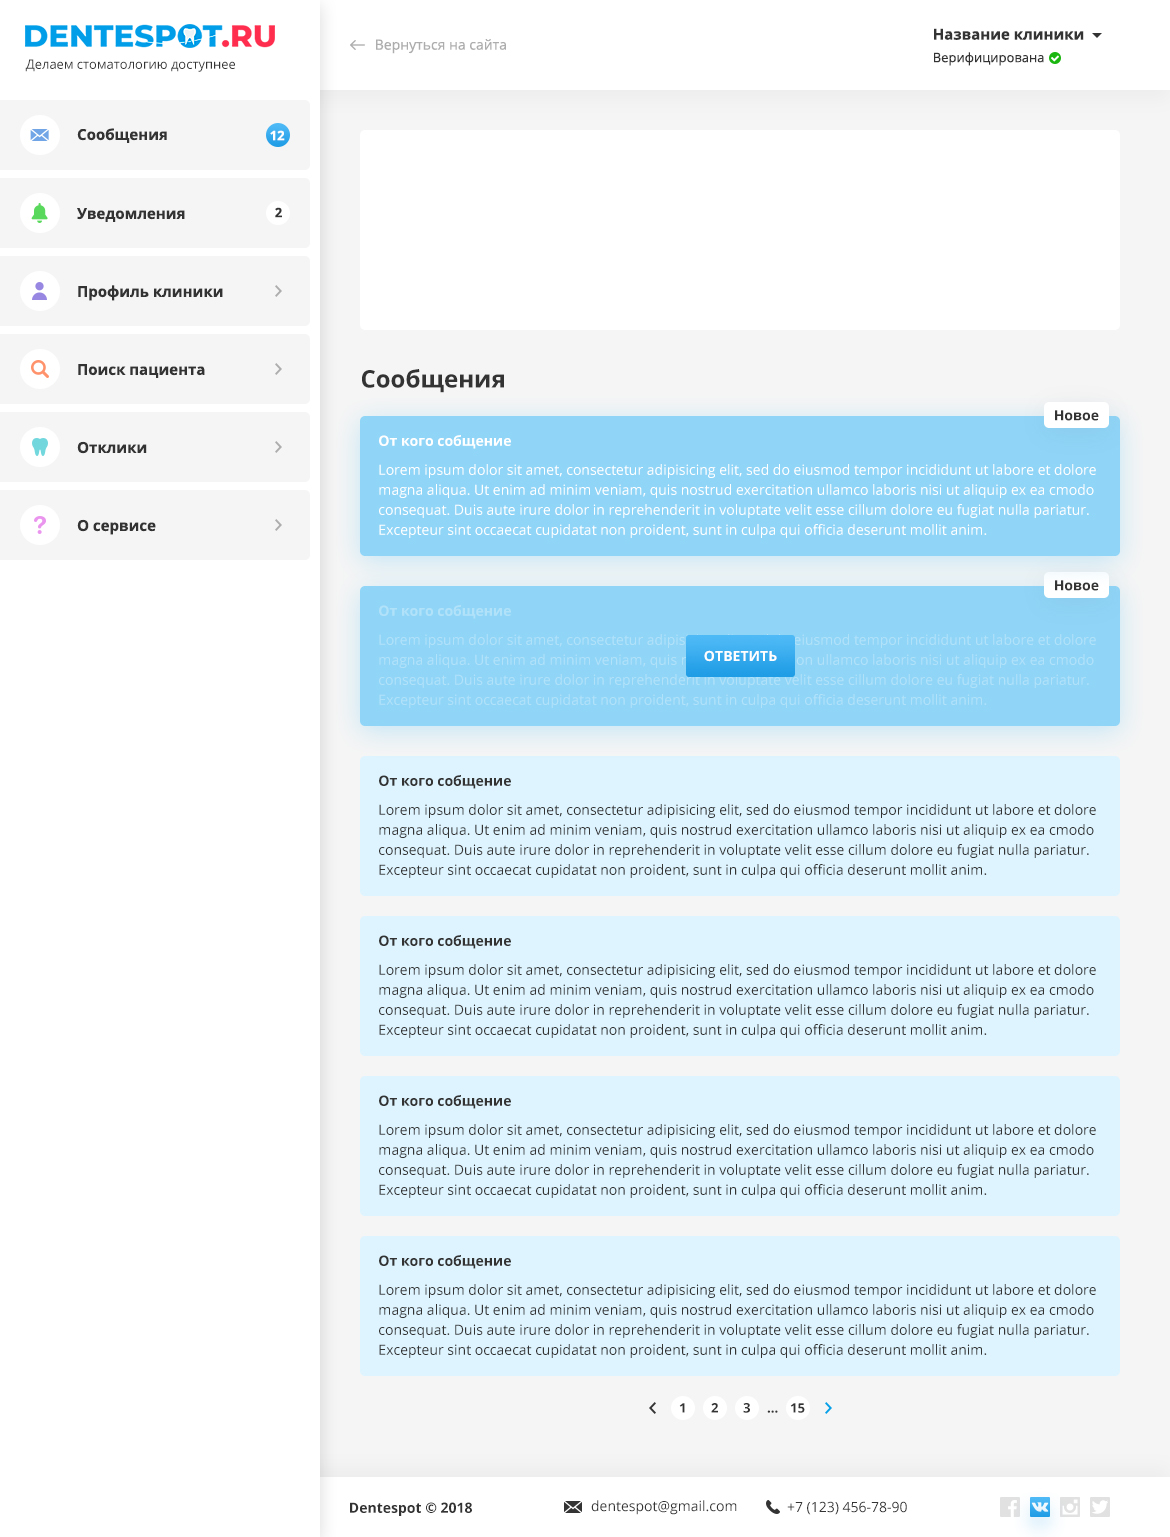 DENTESPOT.RU
Делаем стоматологию доступнее
Вернуться на сайта
Название клиники
Верифицирована
Сообщения
12
Уведомления
2
Профиль клиники
Поиск пациента
Отклики
О сервисе
Сообщения
Новое
От кого собщение
Lorem ipsum dolor sit amet, consectetur adipisicing elit, sed do eiusmod tempor incididunt ut labore et dolore
magna aliqua. Ut enim ad minim veniam, quis nostrud exercitation ullamco laboris nisi ut aliquip ex ea cmodo
consequat. Duis aute irure dolor in reprehenderit in voluptate velit esse cillum dolore eu fugiat nulla pariatur.
Excepteur sint occaecat cupidatat non proident, sunt in culpa qui officia deserunt mollit anim.
Новое
От кого собщение
Lorem ipsum dolor sit amet, consectetur eiusmod tempor incididunt ut labore et dolore
magna aliqua. Ut enim ad minim veniam, quis ullamco laboris nisi ut aliquip ex ea cmodo
ОТВЕТИТЬ
consequat. Duis aute irure dolor in reprehenderit in voluptate velit esse cillum dolore eu fugiat nulla pariatur.
Excepteur sint occaecat cupidatat non proident, sunt in culpa qui officia deserunt mollit anim.
От кого собщение
Lorem ipsum dolor sit amet, consectetur adipisicing elit, sed do eiusmod tempor incididunt ut labore et dolore
magna aliqua. Ut enim ad minim veniam, quis nostrud exercitation ullamco laboris nisi ut aliquip ex ea cmodo
consequat. Duis aute irure dolor in reprehenderit in voluptate velit esse cillum dolore eu fugiat nulla pariatur.
Excepteur sint occaecat cupidatat non proident, sunt in culpa qui officia deserunt mollit anim.
От кого собщение
Lorem ipsum dolor sit amet, consectetur adipisicing elit, sed do eiusmod tempor incididunt ut labore et dolore
magna aliqua. Ut enim ad minim veniam, quis nostrud exercitation ullamco laboris nisi ut aliquip ex ea cmodo
consequat. Duis aute irure dolor in reprehenderit in voluptate velit esse cillum dolore eu fugiat nulla pariatur.
Excepteur sint occaecat cupidatat non proident, sunt in culpa qui officia deserunt mollit anim.
От кого собщение
Lorem ipsum dolor sit amet, consectetur adipisicing elit, sed do eiusmod tempor incididunt ut labore et dolore
magna aliqua. Ut enim ad minim veniam, quis nostrud exercitation ullamco laboris nisi ut aliquip ex ea cmodo
consequat. Duis aute irure dolor in reprehenderit in voluptate velit esse cillum dolore eu fugiat nulla pariatur.
Excepteur sint occaecat cupidatat non proident, sunt in culpa qui officia deserunt mollit anim.
От кого собщение
Lorem ipsum dolor sit amet, consectetur adipisicing elit, sed do eiusmod tempor incididunt ut labore et dolore
magna aliqua. Ut enim ad minim veniam, quis nostrud exercitation ullamco laboris nisi ut aliquip ex ea cmodo
consequat. Duis aute irure dolor in reprehenderit in voluptate velit esse cillum dolore eu fugiat nulla pariatur.
Excepteur sint occaecat cupidatat non proident, sunt in culpa qui officia deserunt mollit anim.
1 2 3 ... 15
Dentespot © 2018
dentespot@gmail.com
+7 (123) 456-78-90